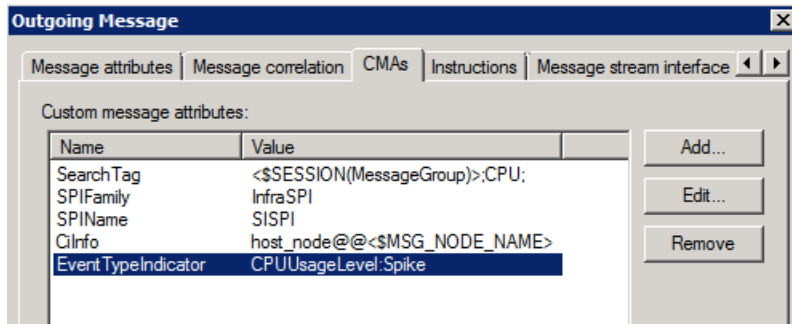 Outgoing Message
Message attributes Message correlation CMAs Instructions Message stream interface
Custom message attributes:
Name Value
SearchTag <$SESSION(MessageGroup)>;CPU;
SPIFamily InfraSPI
SPIName SISPI
CiInfo host_node@@<$MSG_NODE_NAME>
EventTypeIndicator CPUUsageLevel:Spike
Add...
Edit...
Remove